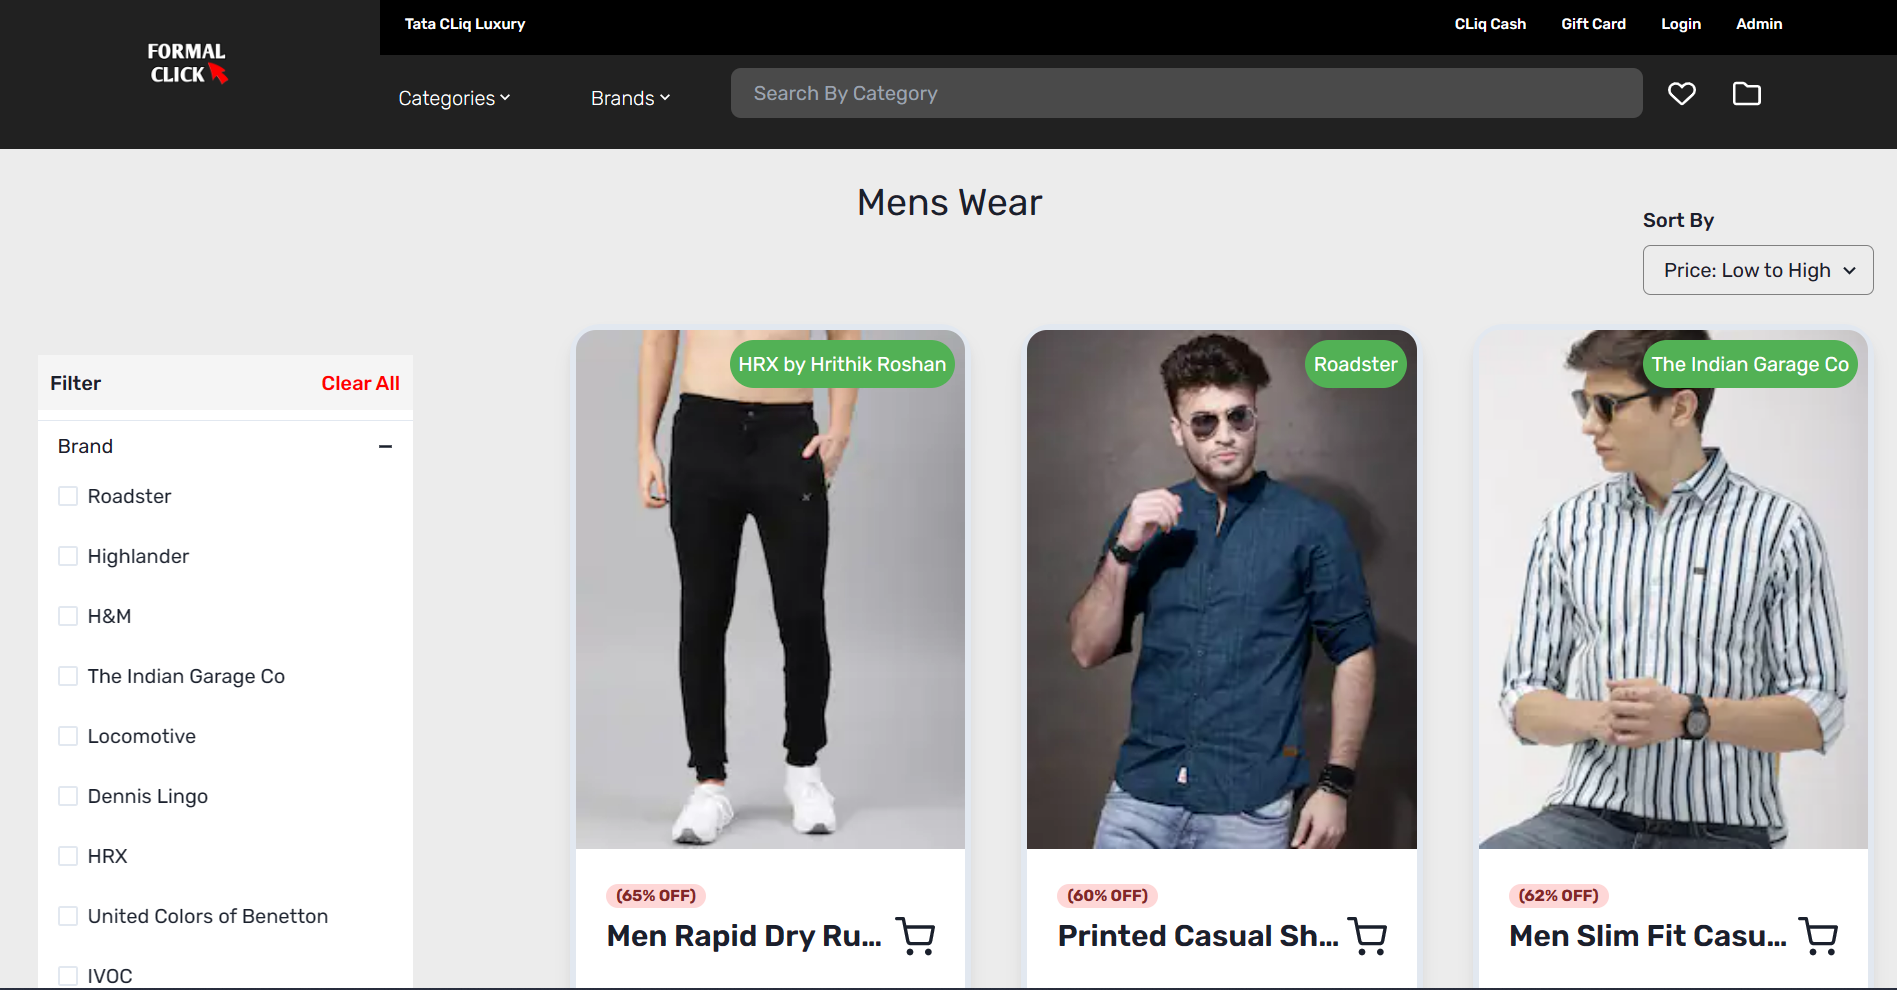 FORMAL
CLICK
Tata CLiq Luxury
CLiq Cash
Gift Card
Login
Admin
Categories
Brands
Search By Category
Mens Wear
Sort By
Price: Low to High
Filter
Clear All
Brand
Roadster
Highlander
H&M
The Indian Garage Co
Locomotive
Dennis Lingo
HRX
United Colors of Benetton
IVOC
HRX by Hrithik Roshan
(65% OFF)
Men Rapid Dry Ru...
Roadster
(60% OFF)
Printed Casual Sh...
The Indian Garage Co
(62% OFF)
Men Slim Fit Casu...